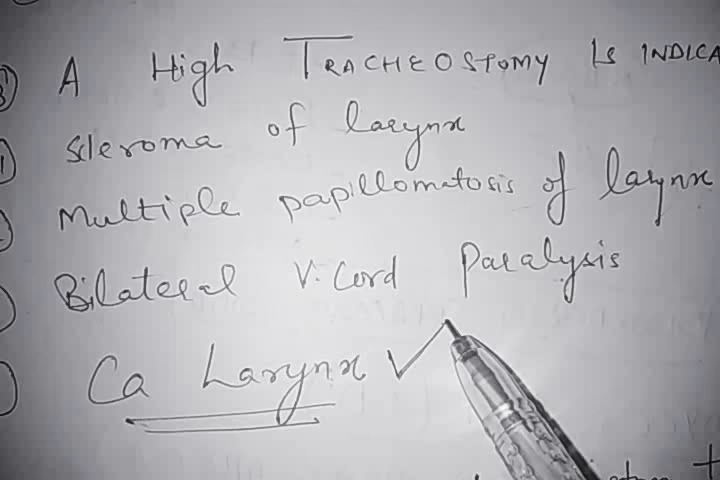 A High TRACHEOSTOMY Is INDICA
Scleroma of larynx
Multiple papillomatosis of larynx
Bilateral V. Cord Paralysis
Ca Larynx ✓